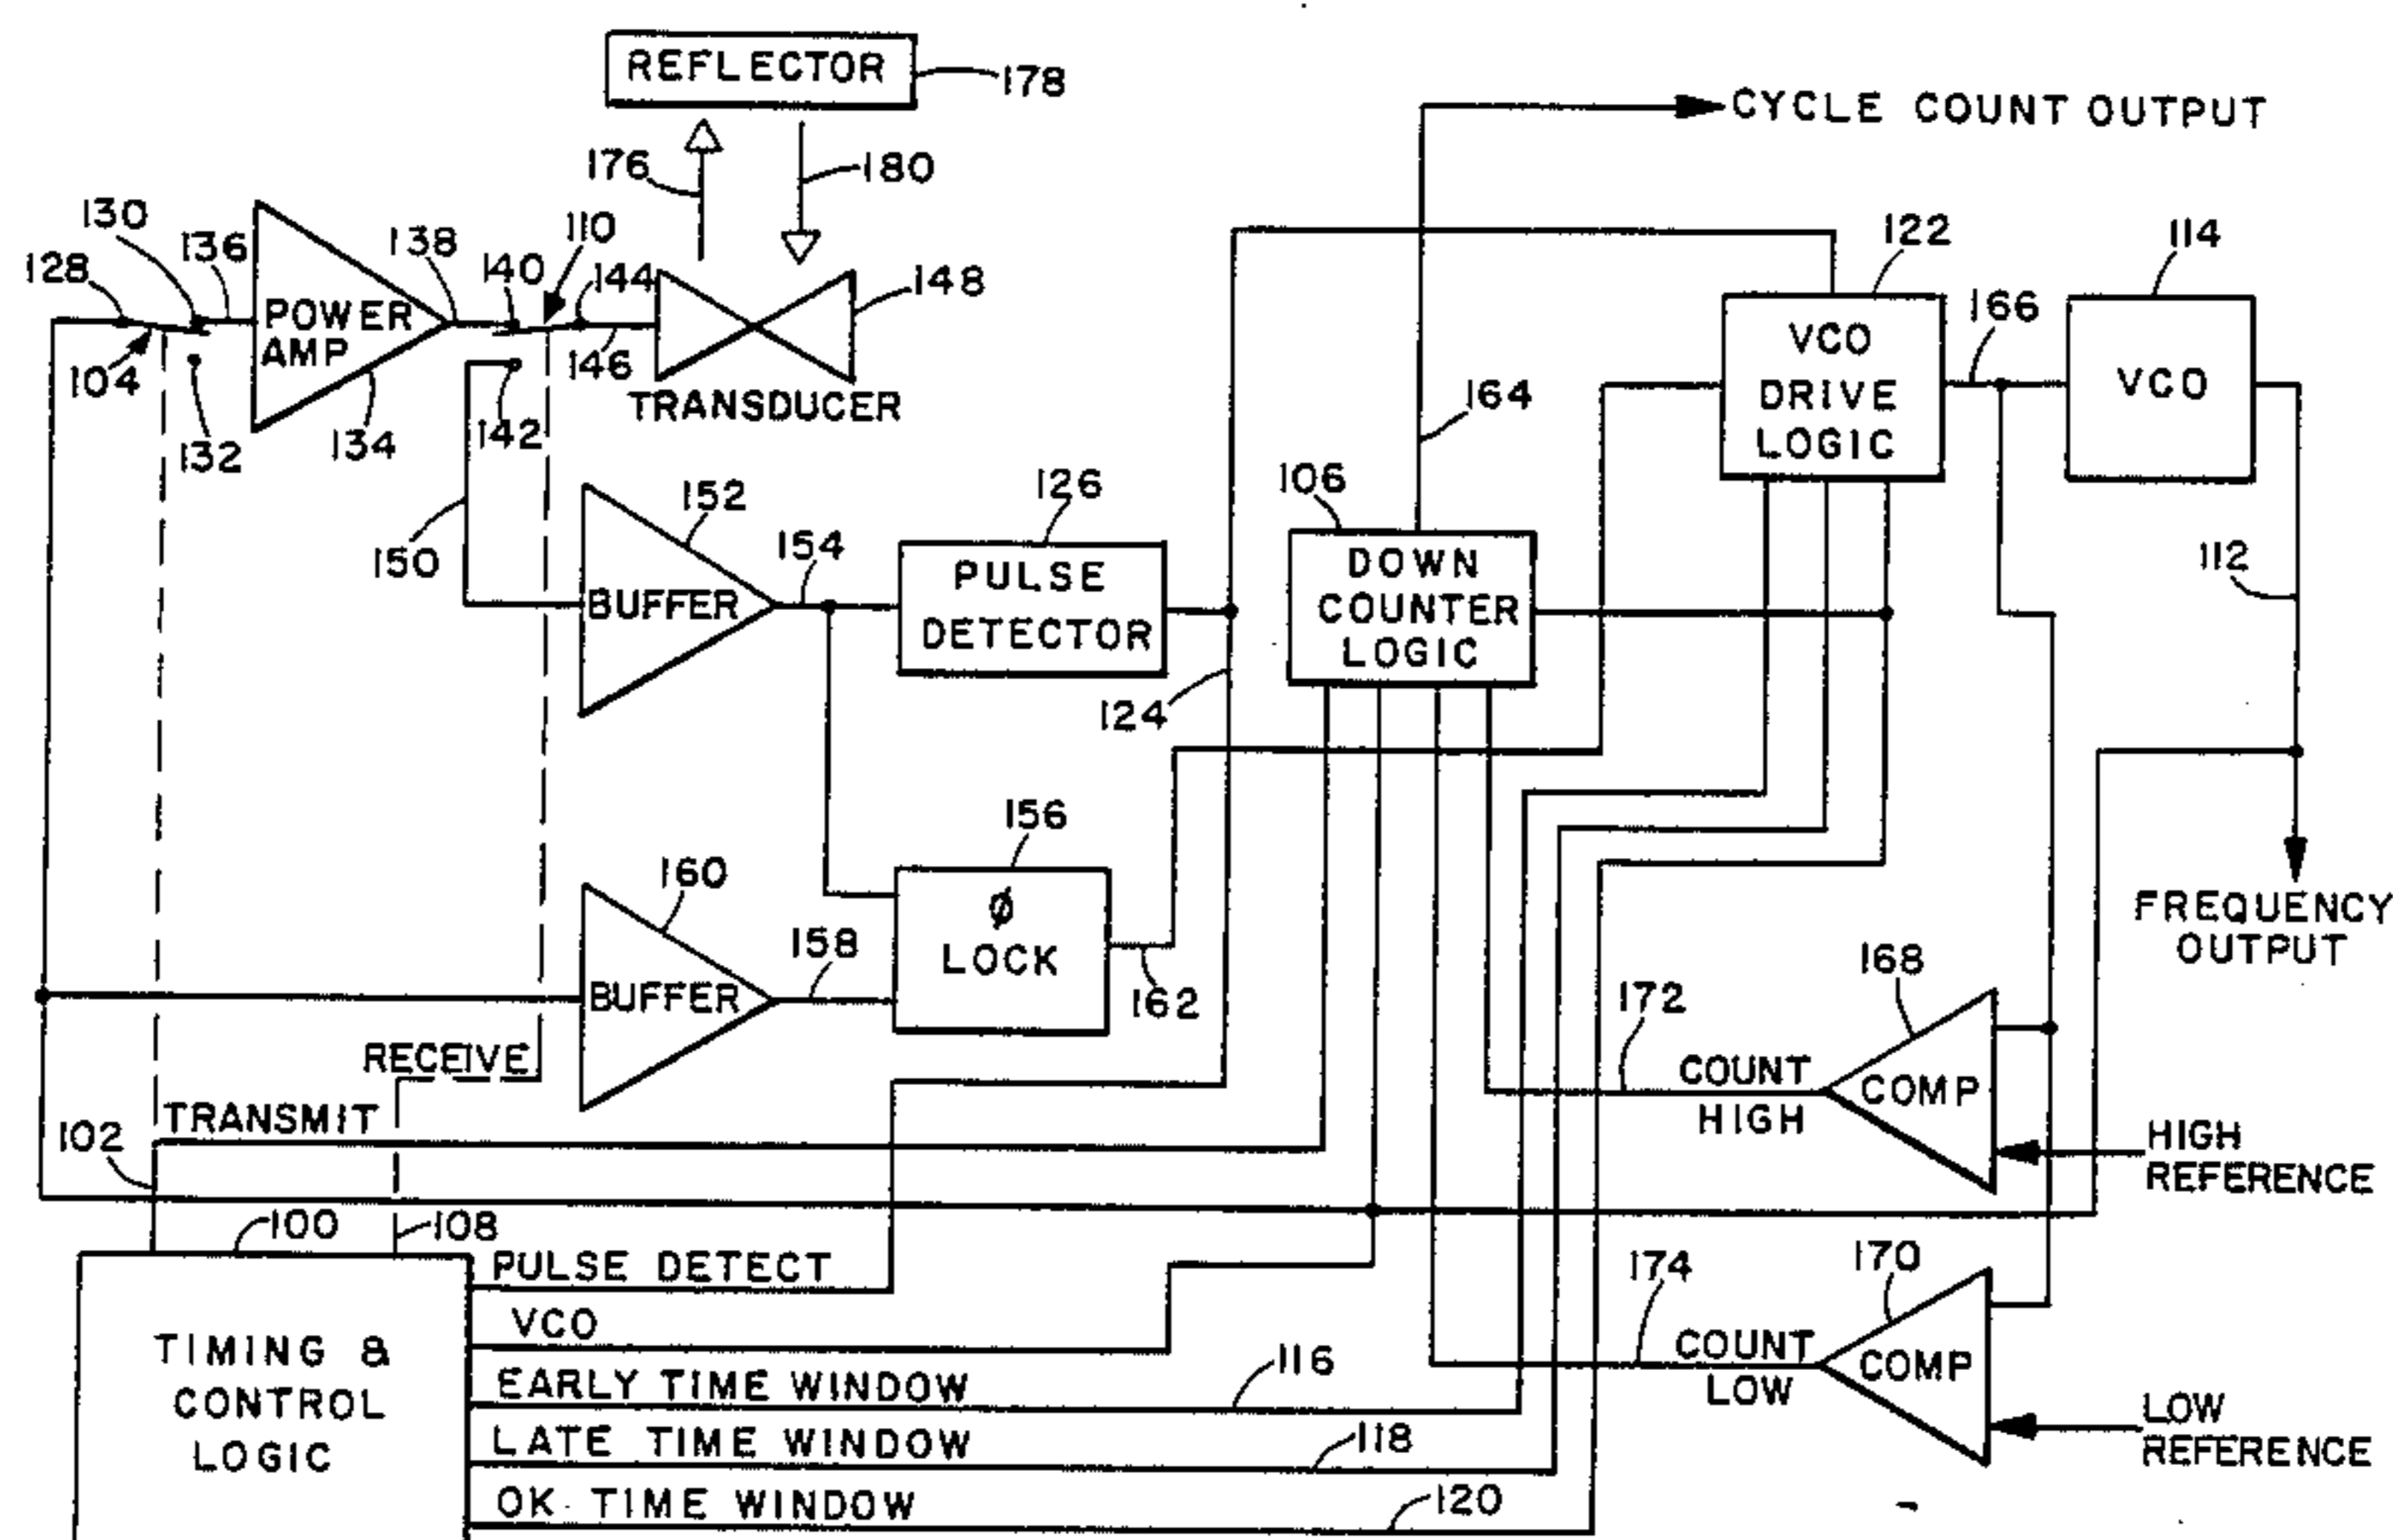 REFLECTOR
178
CYCLE COUNT OUTPUT
176
180
130
136
138
140
110
144
148
122
114
128
POWER
AMP
104
132
134
142
146
TRANSDUCER
VCO
DRIVE
LOGIC
166
VCO
164
106
126
152
154
150
BUFFER
PULSE
DETECTOR
DOWN
COUNTER
LOGIC
112
124
156
160
158
BUFFER
Ø
LOCK
162
FREQUENCY
OUTPUT
168
172
RECEIVE
COUNT
HIGH
COMP
HIGH
REFERENCE
TRANSMIT
102
100
108
PULSE DETECT
VCO
174
170
TIMING &
CONTROL
LOGIC
EARLY TIME WINDOW
116
COUNT
LOW
COMP
LOW
REFERENCE
LATE TIME WINDOW
118
OK TIME WINDOW
120